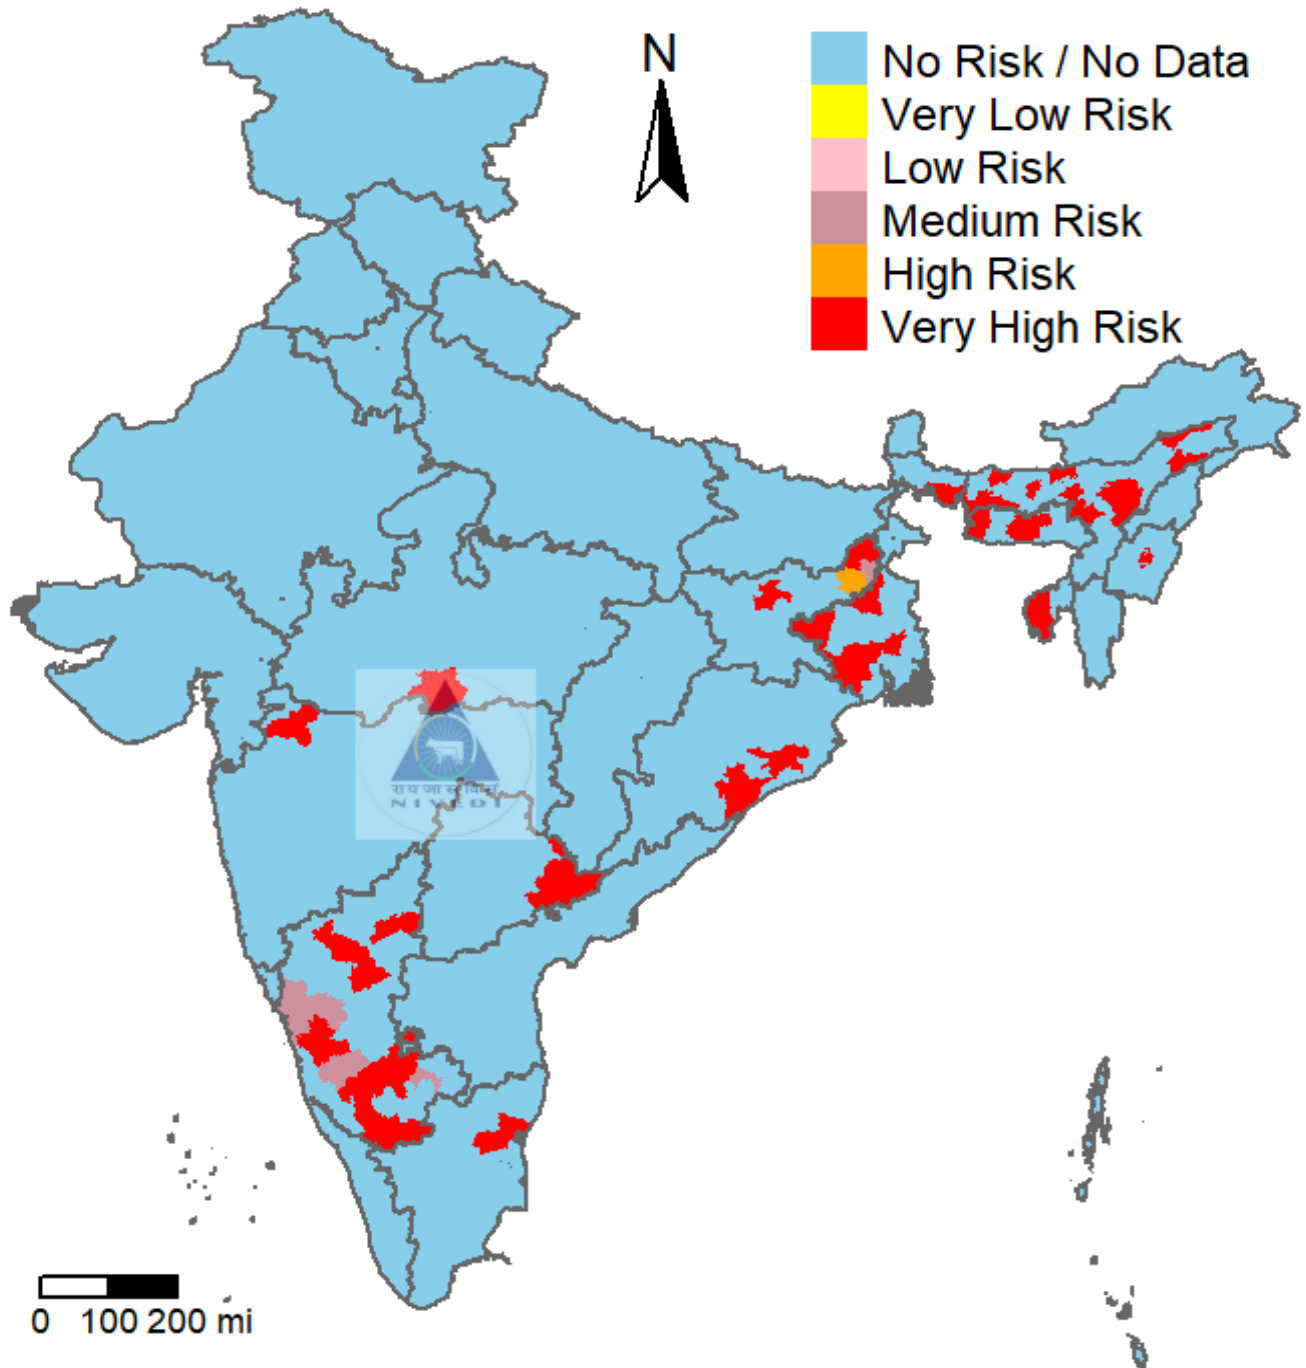 N
No Risk / No Data
Very Low Risk
Low Risk
Medium Risk
High Risk
Very High Risk
NIVEDI
0 100 200 mi